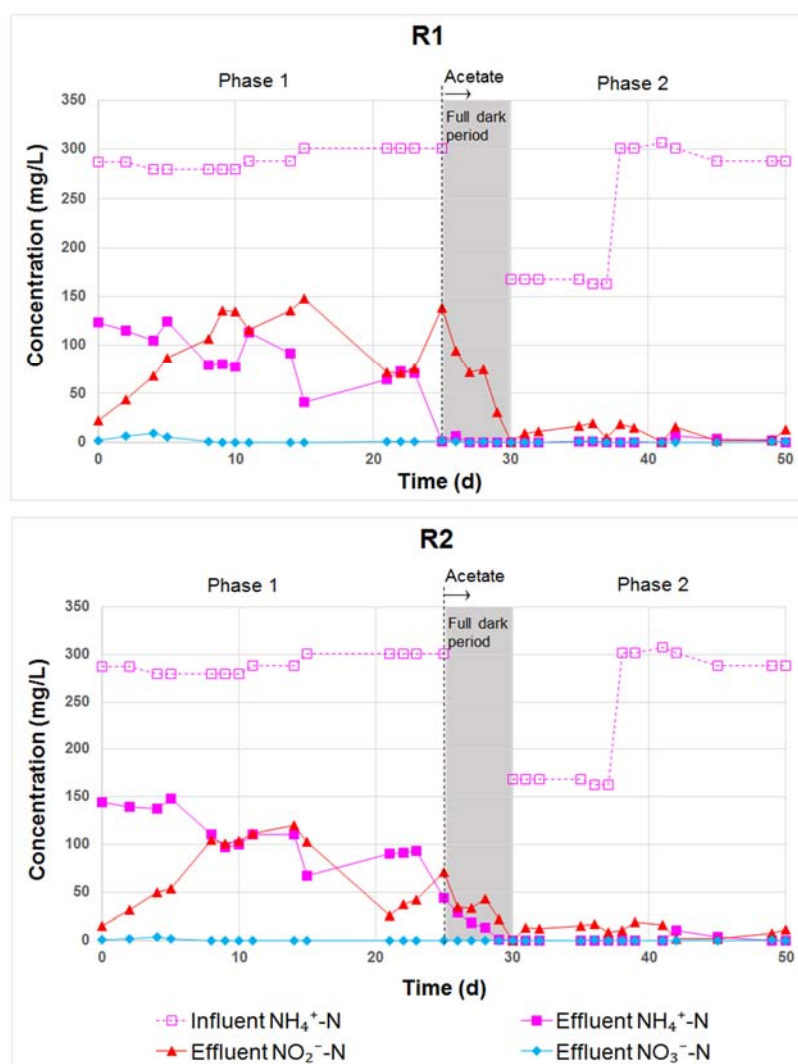 R1
Acetate
Phase 1
Phase 2
Full dark
period
350
300
250
200
150
100
50
0
Concentration (mg/L)
0
10
20
30
40
50
Time (d)
R2
Acetate
Phase 1
Phase 2
Full dark
period
350
300
250
200
150
100
50
0
Concentration (mg/L)
0
10
20
30
40
50
Time (d)
Influent NH₄⁺-N
Effluent NH₄⁺-N
Effluent NO₂⁻-N
Effluent NO₃⁻-N